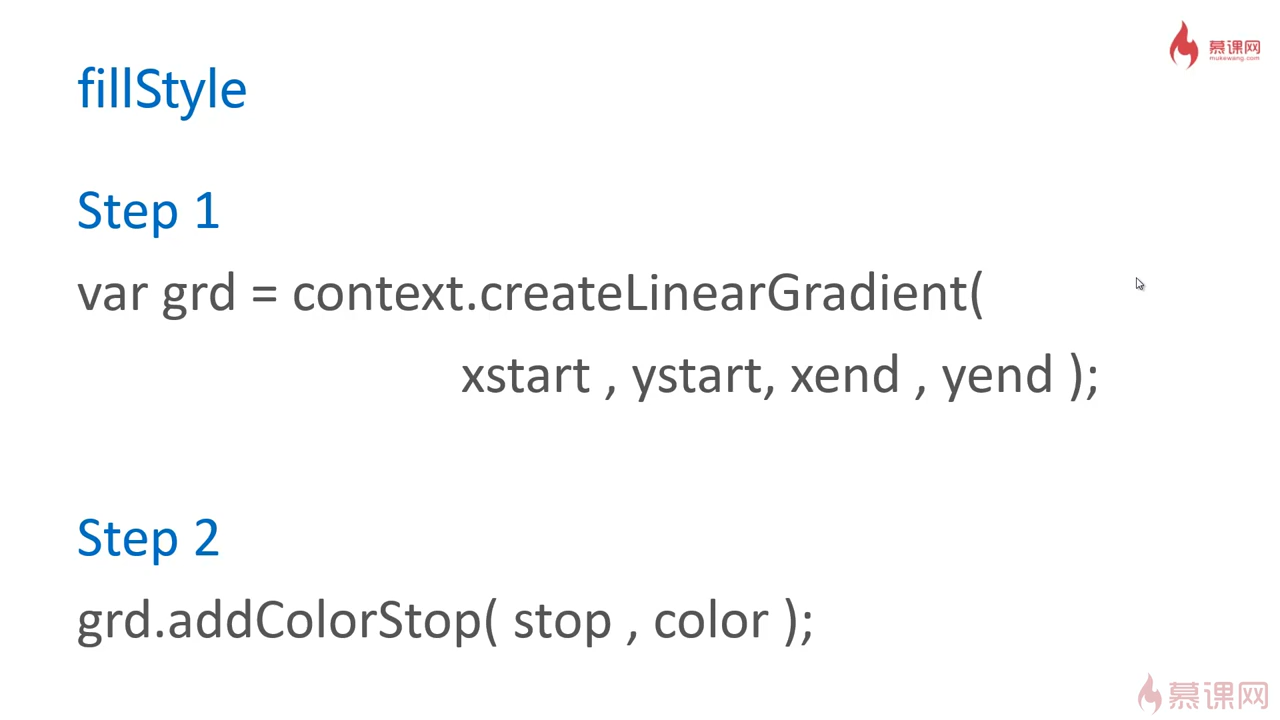 慕课网
mukewang.com
fillStyle
Step 1
var grd = context.createLinearGradient(
xstart , ystart, xend , yend );
Step 2
grd.addColorStop( stop , color );
慕课网